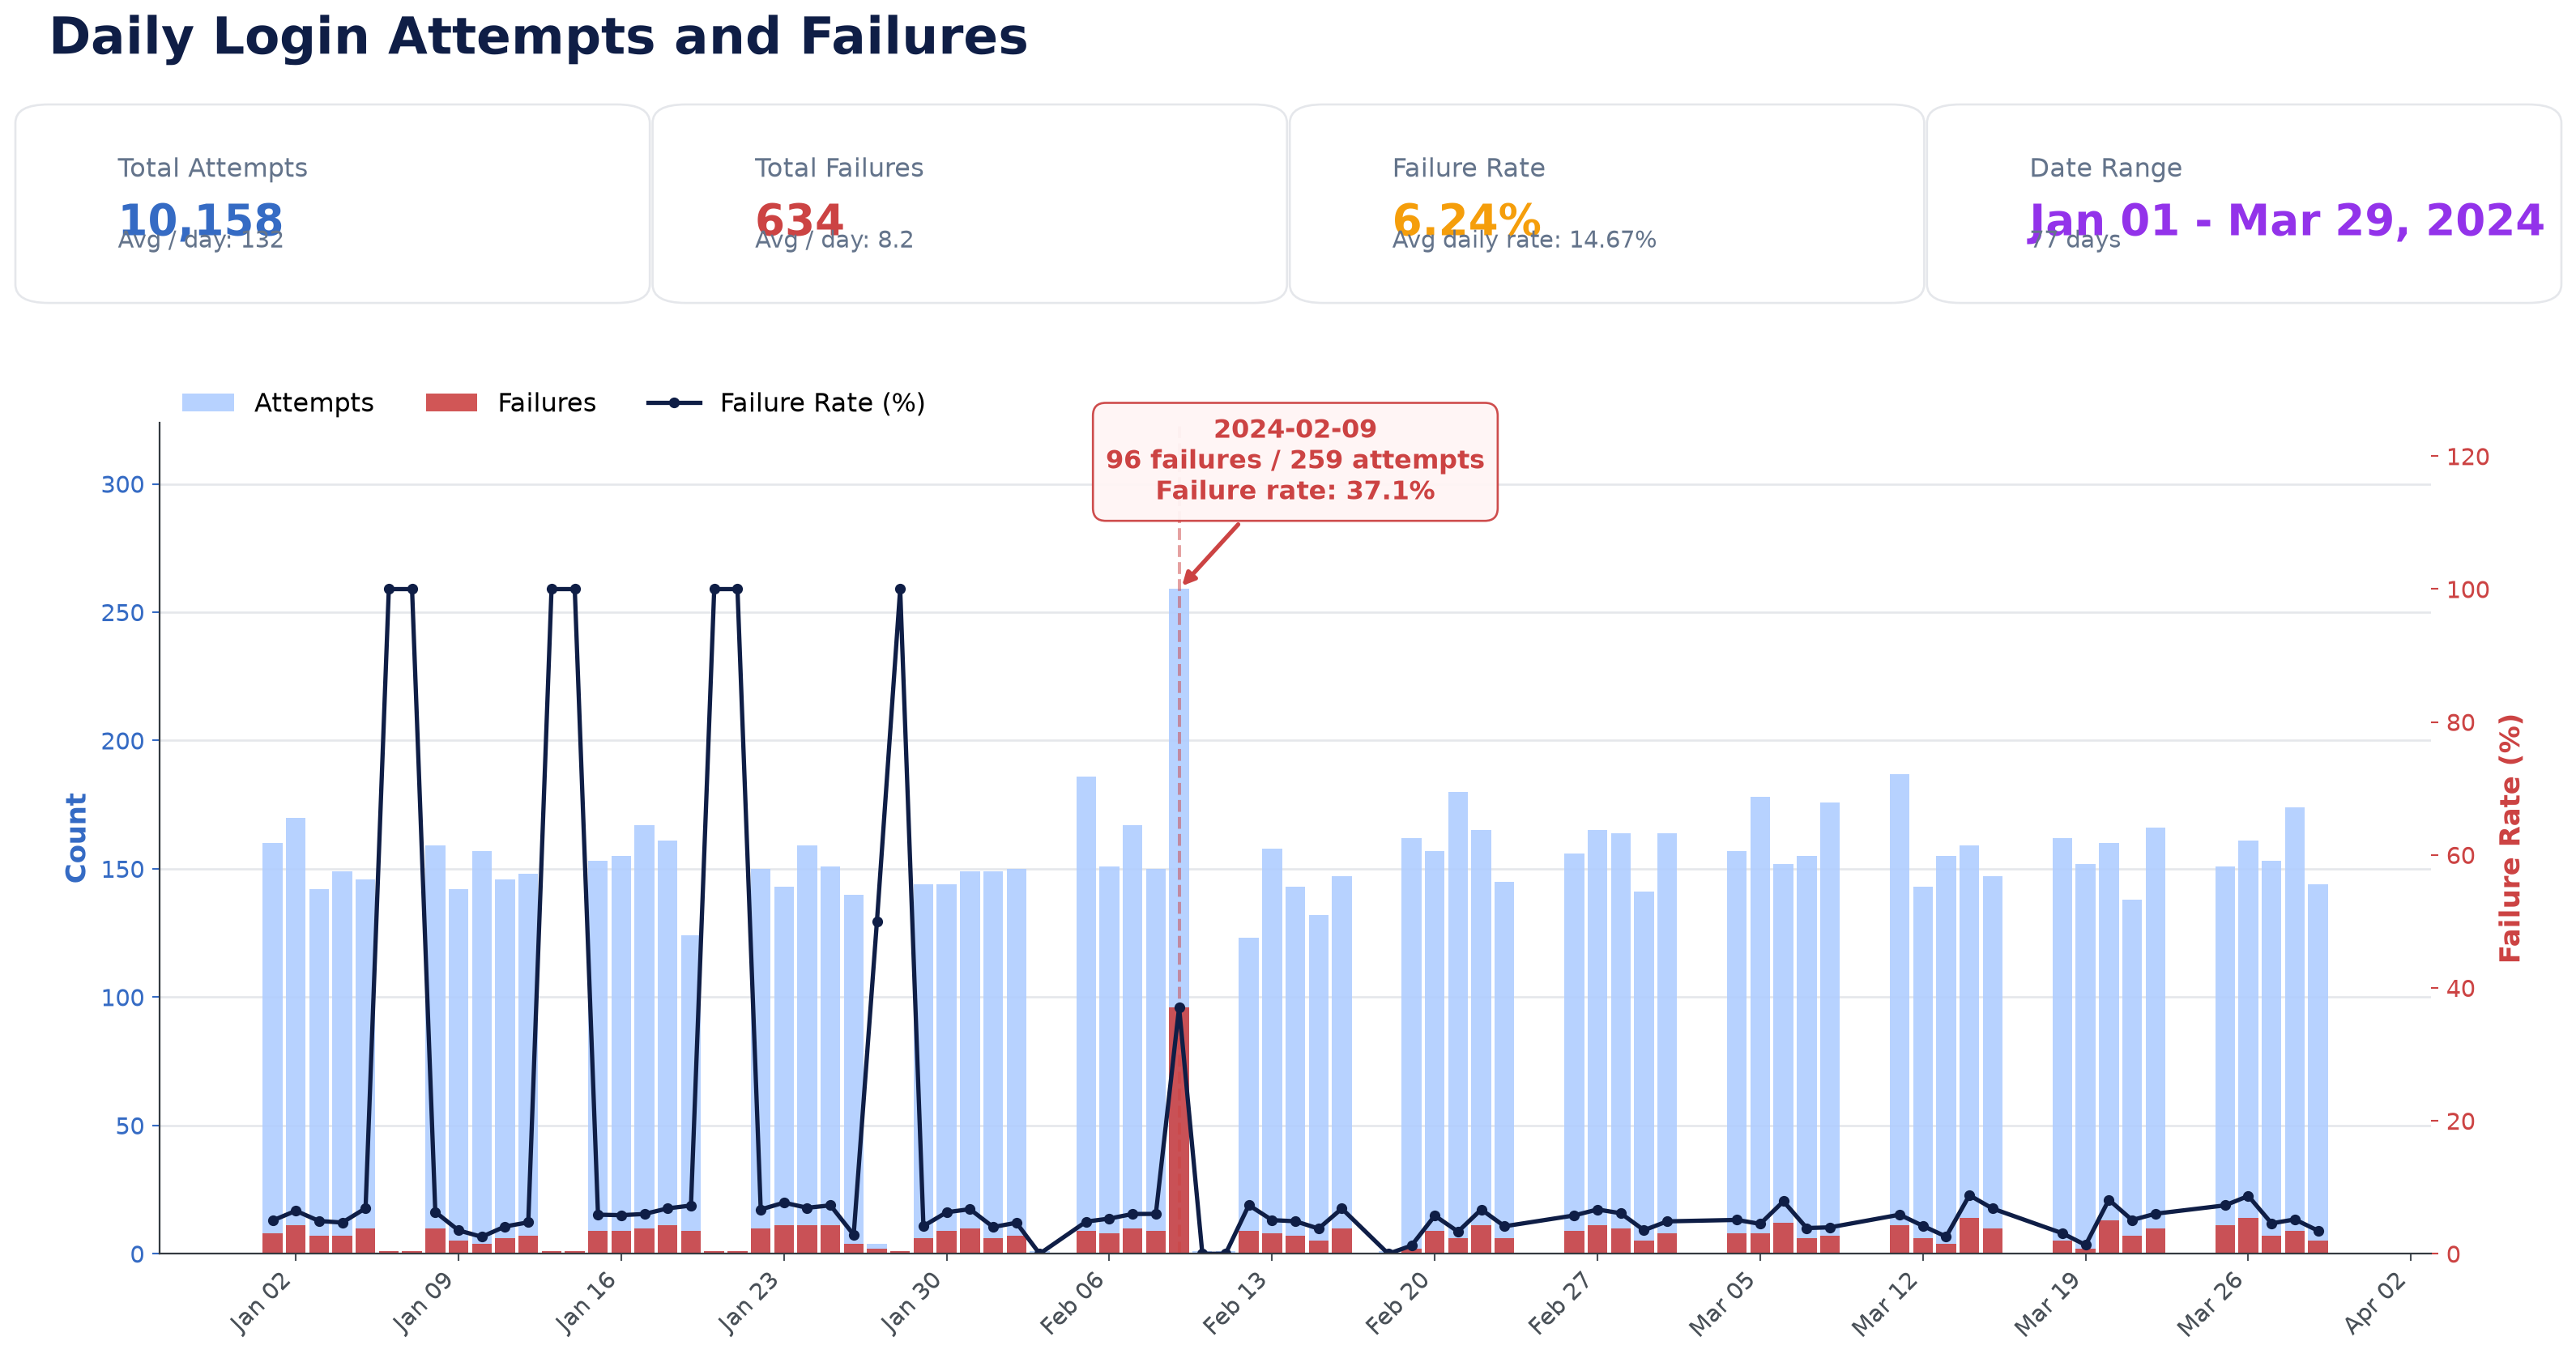 Daily Login Attempts and Failures
Total Attempts
10,158
Avg / day: 132
Total Failures
634
Avg / day: 8.2
Failure Rate
6.24%
Avg daily rate: 14.67%
Date Range
Jan 01 - Mar 29, 2024
77 days
Attempts
Failures
Failure Rate (%)
2024-02-09
96 failures / 259 attempts
Failure rate: 37.1%
Count
300
250
200
150
100
50
0
120
100
80
60
40
20
0
Failure Rate (%)
Jan 02
Jan 09
Jan 16
Jan 23
Jan 30
Feb 06
Feb 13
Feb 20
Feb 27
Mar 05
Mar 12
Mar 19
Mar 26
Apr 02